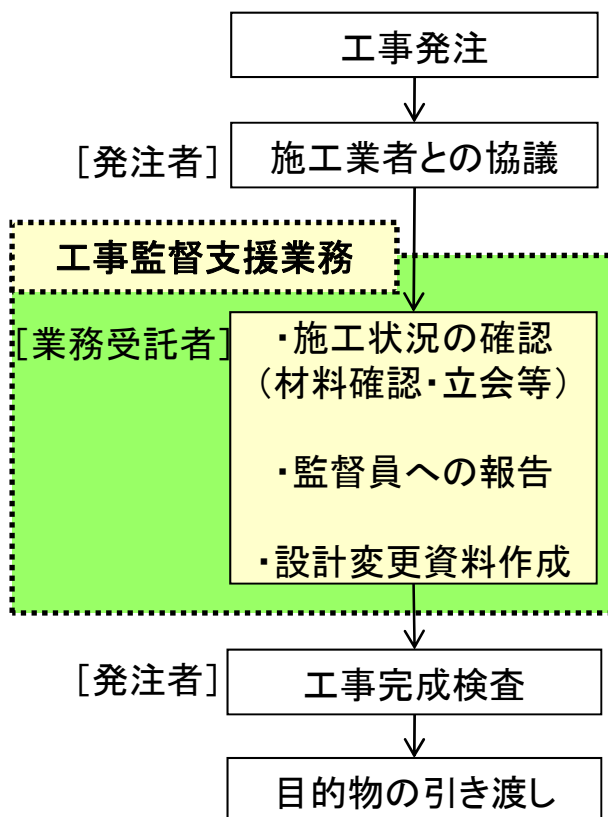 工事発注
[発注者]
施工業者との協議
工事監督支援業務
[業務受託者]
・施工状況の確認
(材料確認・立会等)
・監督員への報告
・設計変更資料作成
[発注者]
工事完成検査
目的物の引き渡し